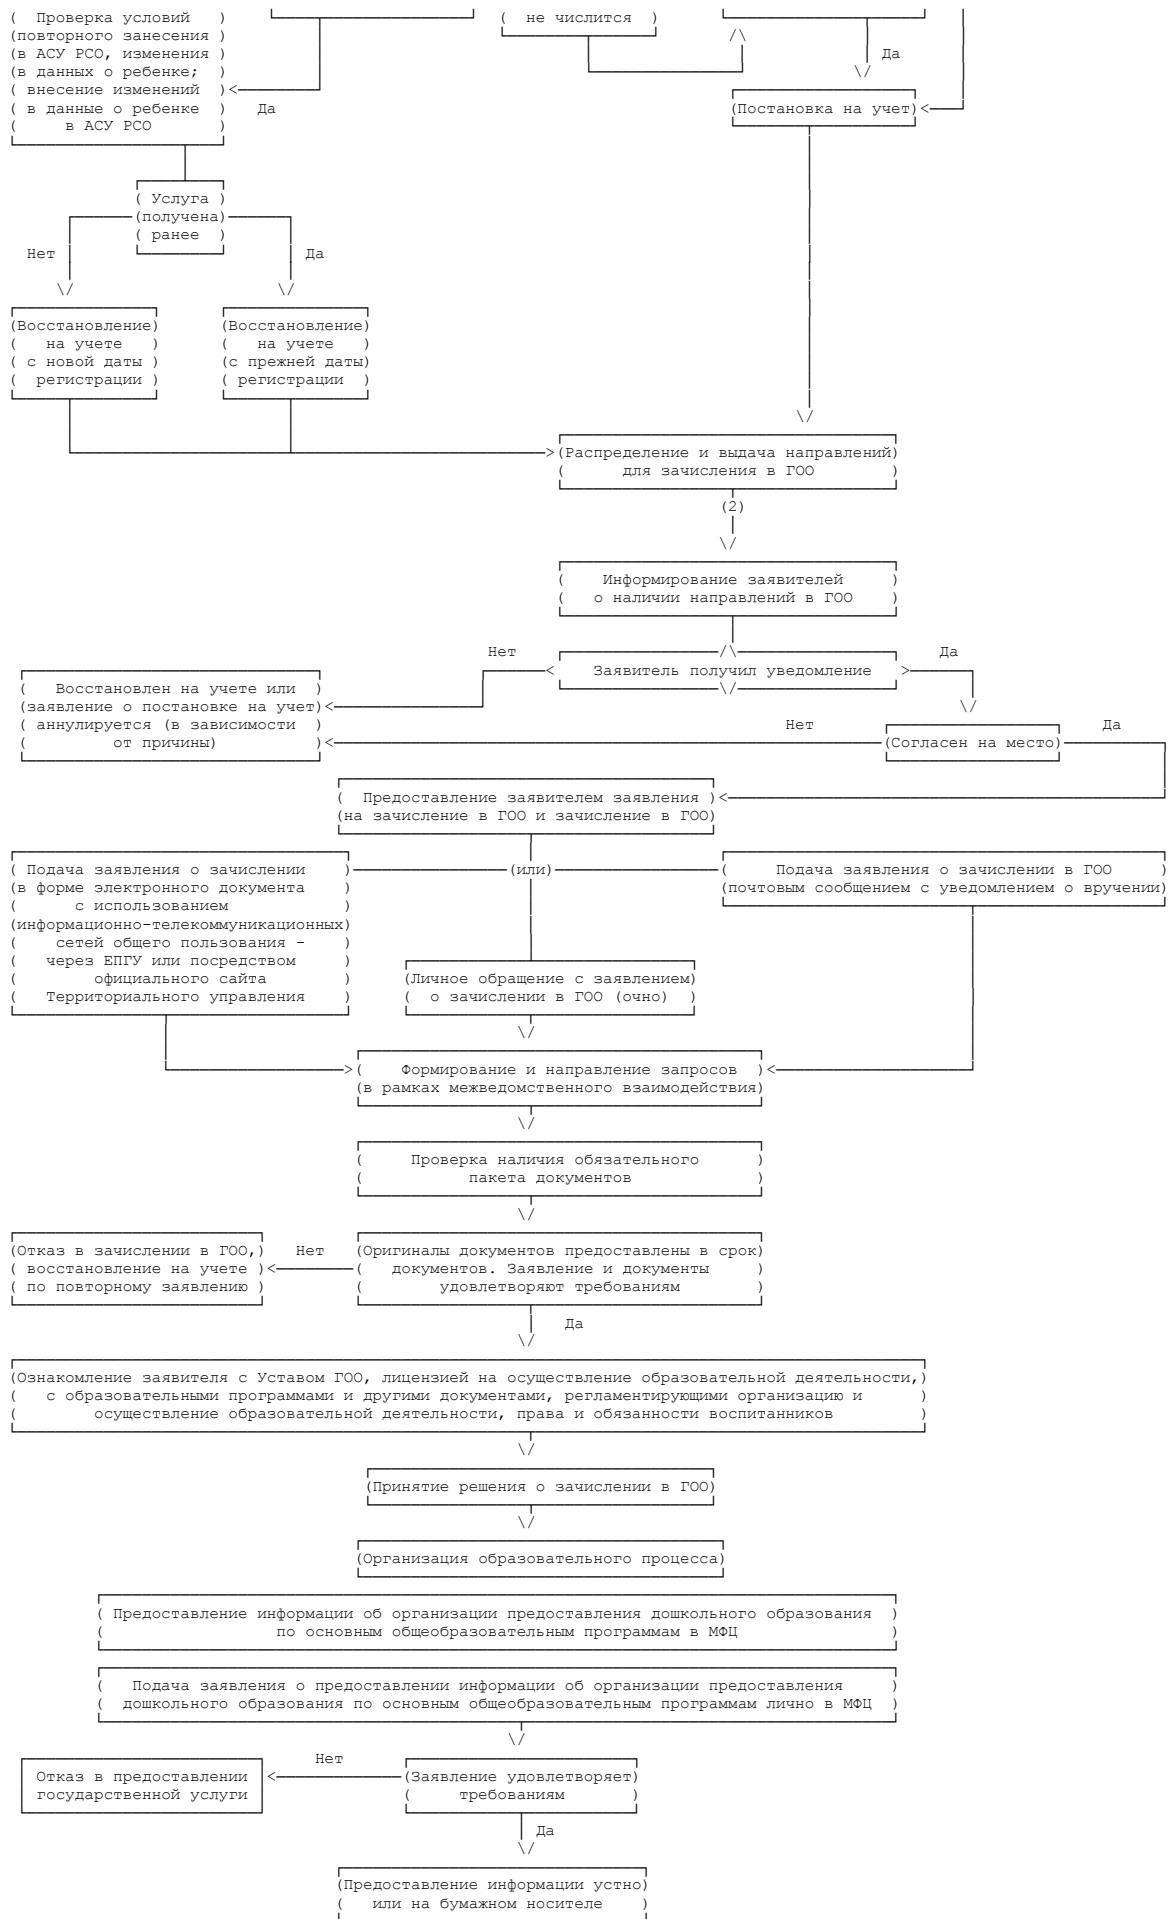 Проверка условий
не числится
повторного занесения
в АСУ РСО, изменения
Да
в данных о ребенке;
внесение изменений
в данные о ребенке
Да
Постановка на учет
в АСУ РСО
Услуга
получена
ранее
Нет
Да
(Восстановление)
(Восстановление)
на учете
на учете
с новой даты
(с прежней даты)
регистрации
регистрации
(Распределение и выдача направлений)
для зачисления в ГОО
(2)
Информирование заявителей
о наличии направлений в ГОО
Нет
Да
Заявитель получил уведомление
Восстановлен на учете или
(заявление о постановке на учет)
аннулируется (в зависимости
Нет
Да
от причины)
(Согласен на место)
Предоставление заявителем заявления
(на зачисление в ГОО и зачисление в ГОО)
Подача заявления о зачислении
(или)
Подача заявления о зачислении в ГОО
(в форме электронного документа
(почтовым сообщением с уведомлением о вручении)
с использованием
(информационно-телекоммуникационных)
сетей общего пользования -
через ЕПГУ или посредством
официального сайта
(Личное обращение с заявлением)
Территориального управления
о зачислении в ГОО (очно)
Формирование и направление запросов
(в рамках межведомственного взаимодействия)
Проверка наличия обязательного
пакета документов
(Отказ в зачислении в ГОО,)
Нет
(Оригиналы документов предоставлены в срок)
восстановление на учете
документов. Заявление и документы
по повторному заявлению
удовлетворяют требованиям
Да
(Ознакомление заявителя с Уставом ГОО, лицензией на осуществление образовательной деятельности,)
с образовательными программами и другими документами, регламентирующими организацию и
осуществление образовательной деятельности, права и обязанности воспитанников
(Принятие решения о зачислении в ГОО)
(Организация образовательного процесса)
Предоставление информации об организации предоставления дошкольного образования
по основным общеобразовательным программам в МФЦ
Подача заявления о предоставлении информации об организации предоставления
дошкольного образования по основным общеобразовательным программам лично в МФЦ
Нет
Отказ в предоставлении
(Заявление удовлетворяет)
государственной услуги
требованиям
Да
(Предоставление информации устно)
или на бумажном носителе